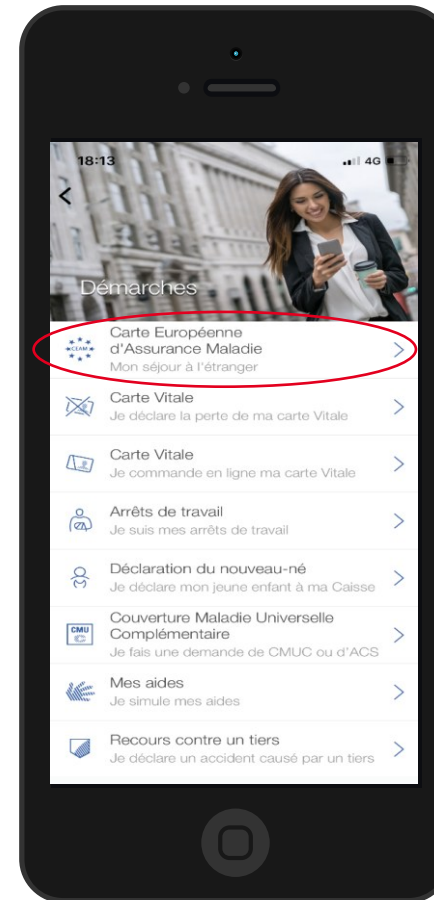 18:13
4G
Démarches
Carte Européenne
d'Assurance Maladie
CEAM
Mon séjour à l'étranger
Carte Vitale
Je déclare la perte de ma carte Vitale
Carte Vitale
Je commande en ligne ma carte Vitale
Arrêts de travail
Je suis mes arrêts de travail
Déclaration du nouveau-né
Je déclare mon jeune enfant à ma Caisse
Couverture Maladie Universelle
CMU
Complémentaire
Je fais une demande de CMUC ou d'ACS
Mes aides
Je simule mes aides
Recours contre un tiers
Je déclare un accident causé par un tiers